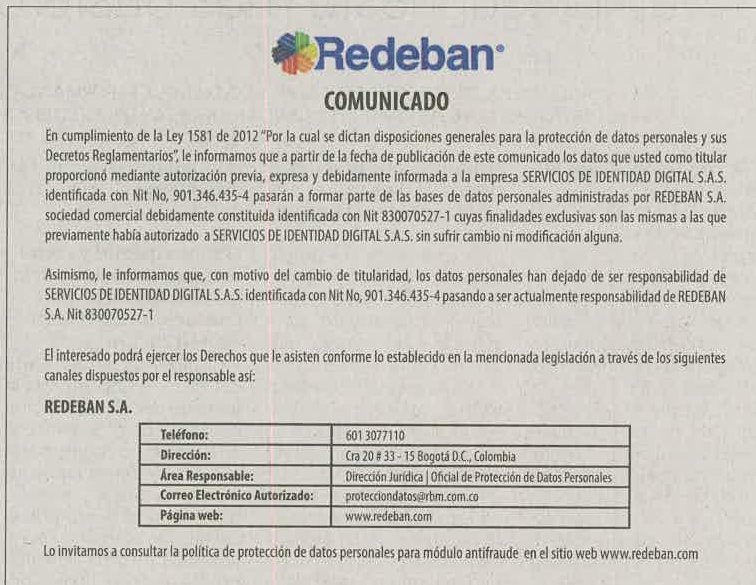 Redeban®
COMUNICADO
En cumplimiento de la Ley 1581 de 2012 "Por la cual se dictan disposiciones generales para la protección de datos personales y sus
Decretos Reglamentarios", le informamos que a partir de la fecha de publicación de este comunicado los datos que usted como titular
proporcionó mediante autorización previa, expresa y debidamente informada a la empresa SERVICIOS DE IDENTIDAD DIGITAL S.A.S.
identificada con Nit No, 901.346.435-4 pasarán a formar parte de las bases de datos personales administradas por REDEBAN S.A.
sociedad comercial debidamente constituida identificada con Nit 830070527-1 cuyas finalidades exclusivas son las mismas a las que
previamente había autorizado a SERVICIOS DE IDENTIDAD DIGITAL S.A.S. sin sufrir cambio ni modificación alguna.
Asimismo, le informamos que, con motivo del cambio de titularidad, los datos personales han dejado de ser responsabilidad de
SERVICIOS DE IDENTIDAD DIGITAL S.A.S. identificada con Nit No, 901.346.435-4 pasando a ser actualmente responsabilidad de REDEBAN
S.A. Nit 830070527-1
El interesado podrá ejercer los Derechos que le asisten conforme lo establecido en la mencionada legislación a través de los siguientes
canales dispuestos por el responsable así:
REDEBAN S.A.
Teléfono: 601 3077110
Dirección: Cra 20 # 33 - 15 Bogotá D.C., Colombia
Área Responsable: Dirección Jurídica | Oficial de Protección de Datos Personales
Correo Electrónico Autorizado: protecciondatos@rbm.com.co
Página web: www.redeban.com
Lo invitamos a consultar la política de protección de datos personales para módulo antifraude en el sitio web www.redeban.com